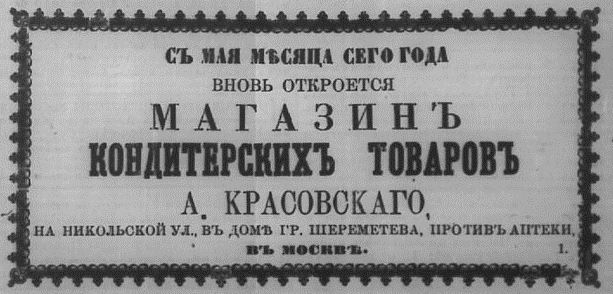 СЪ МАЯ МѢСЯЦА СЕГО ГОДА
ВНОВЬ ОТКРОЕТСЯ
МАГАЗИНЪ
КОНДИТЕРСКИХЪ ТОВАРОВЪ
А. КРАСОВСКАГО,
НА НИКОЛЬСКОЙ УЛ., ВЪ ДОМѢ ГР. ШЕРЕМЕТЕВА, ПРОТИВЪ АПТЕКИ,
ВЪ МОСКВѢ. 1.